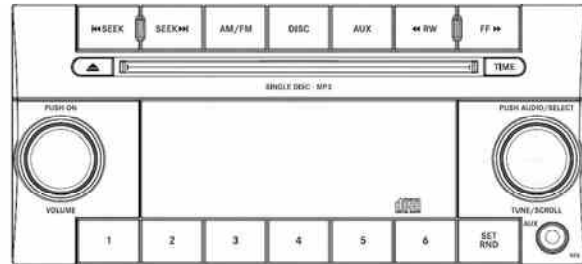 ⏮ SEEK SEEK ⏭ AM/FM DISC AUX ◀◀ RW FF ▶▶
TIME
SINGLE DISC - MP3
PUSH ON PUSH AUDIO/SELECT
VOLUME TUNE/SCROLL
AUX
1 2 3 4 5 6 SET
RND